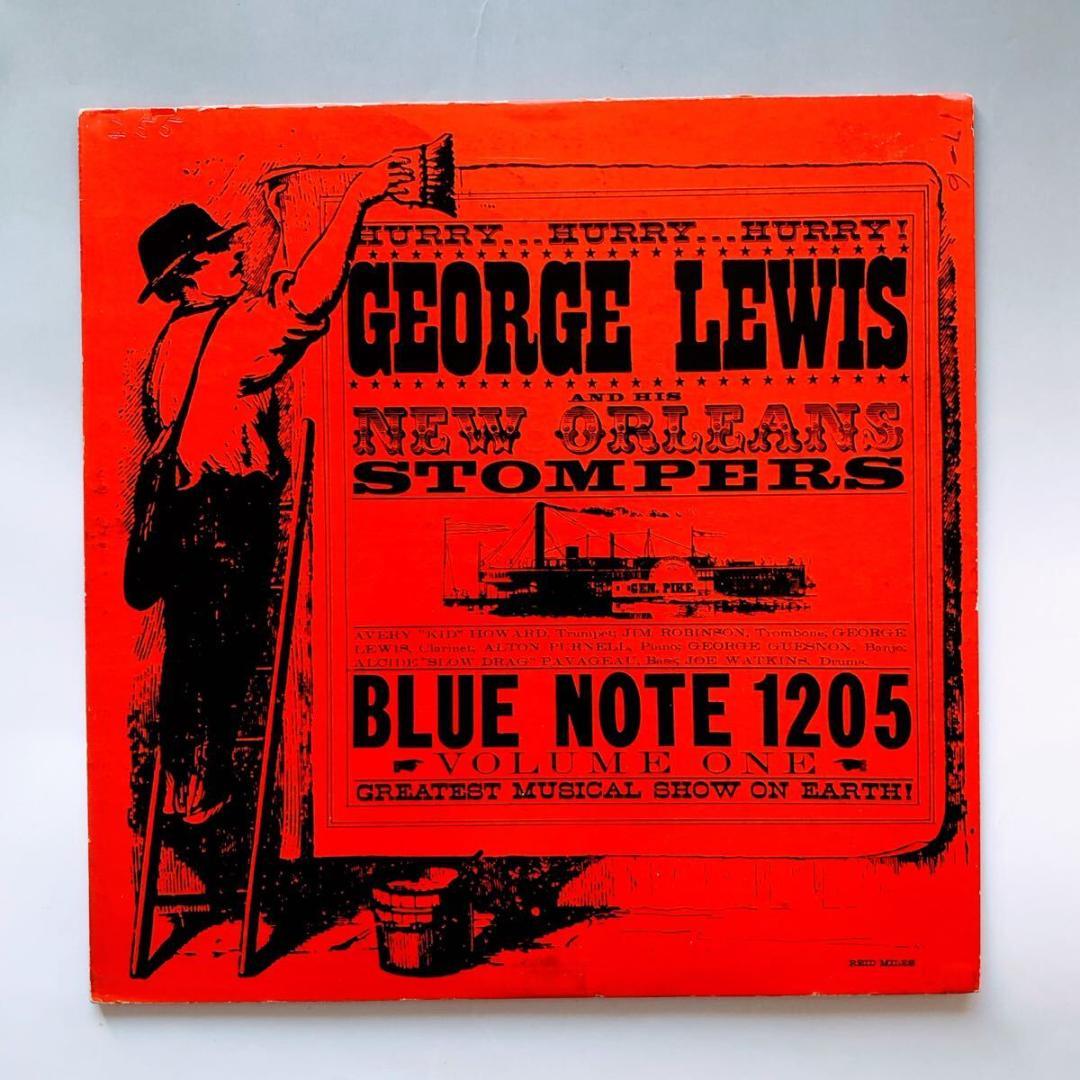 HURRY...HURRY...HURRY!
GEORGE LEWIS
AND HIS
NEW ORLEANS
STOMPERS
GEN. PIKE
AVERY "KID" HOWARD, Trumpet; JIM ROBINSON, Trombone; GEORGE
LEWIS, Clarinet; ALTON PURNELL, Piano; GEORGE GUESNON, Banjo;
ALCIDE "SLOW DRAG" PAVAGEAU, Bass; JOE WATKINS, Drums.
BLUE NOTE 1205
VOLUME ONE
GREATEST MUSICAL SHOW ON EARTH!
REID MILES